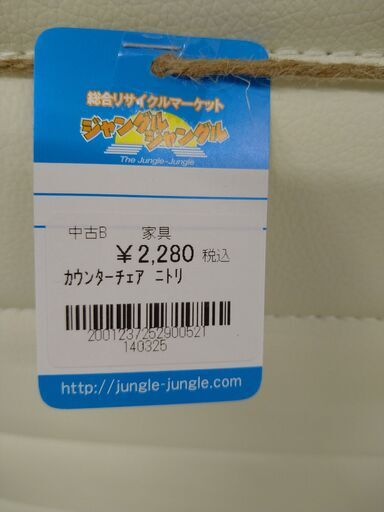 総合リサイクルマーケット
ジャングル
ジャングル
The Jungle-Jungle
中古B 家具
¥2,280 税込
カウンターチェア ニトリ
2001237252900521
140325
http://jungle-jungle.com